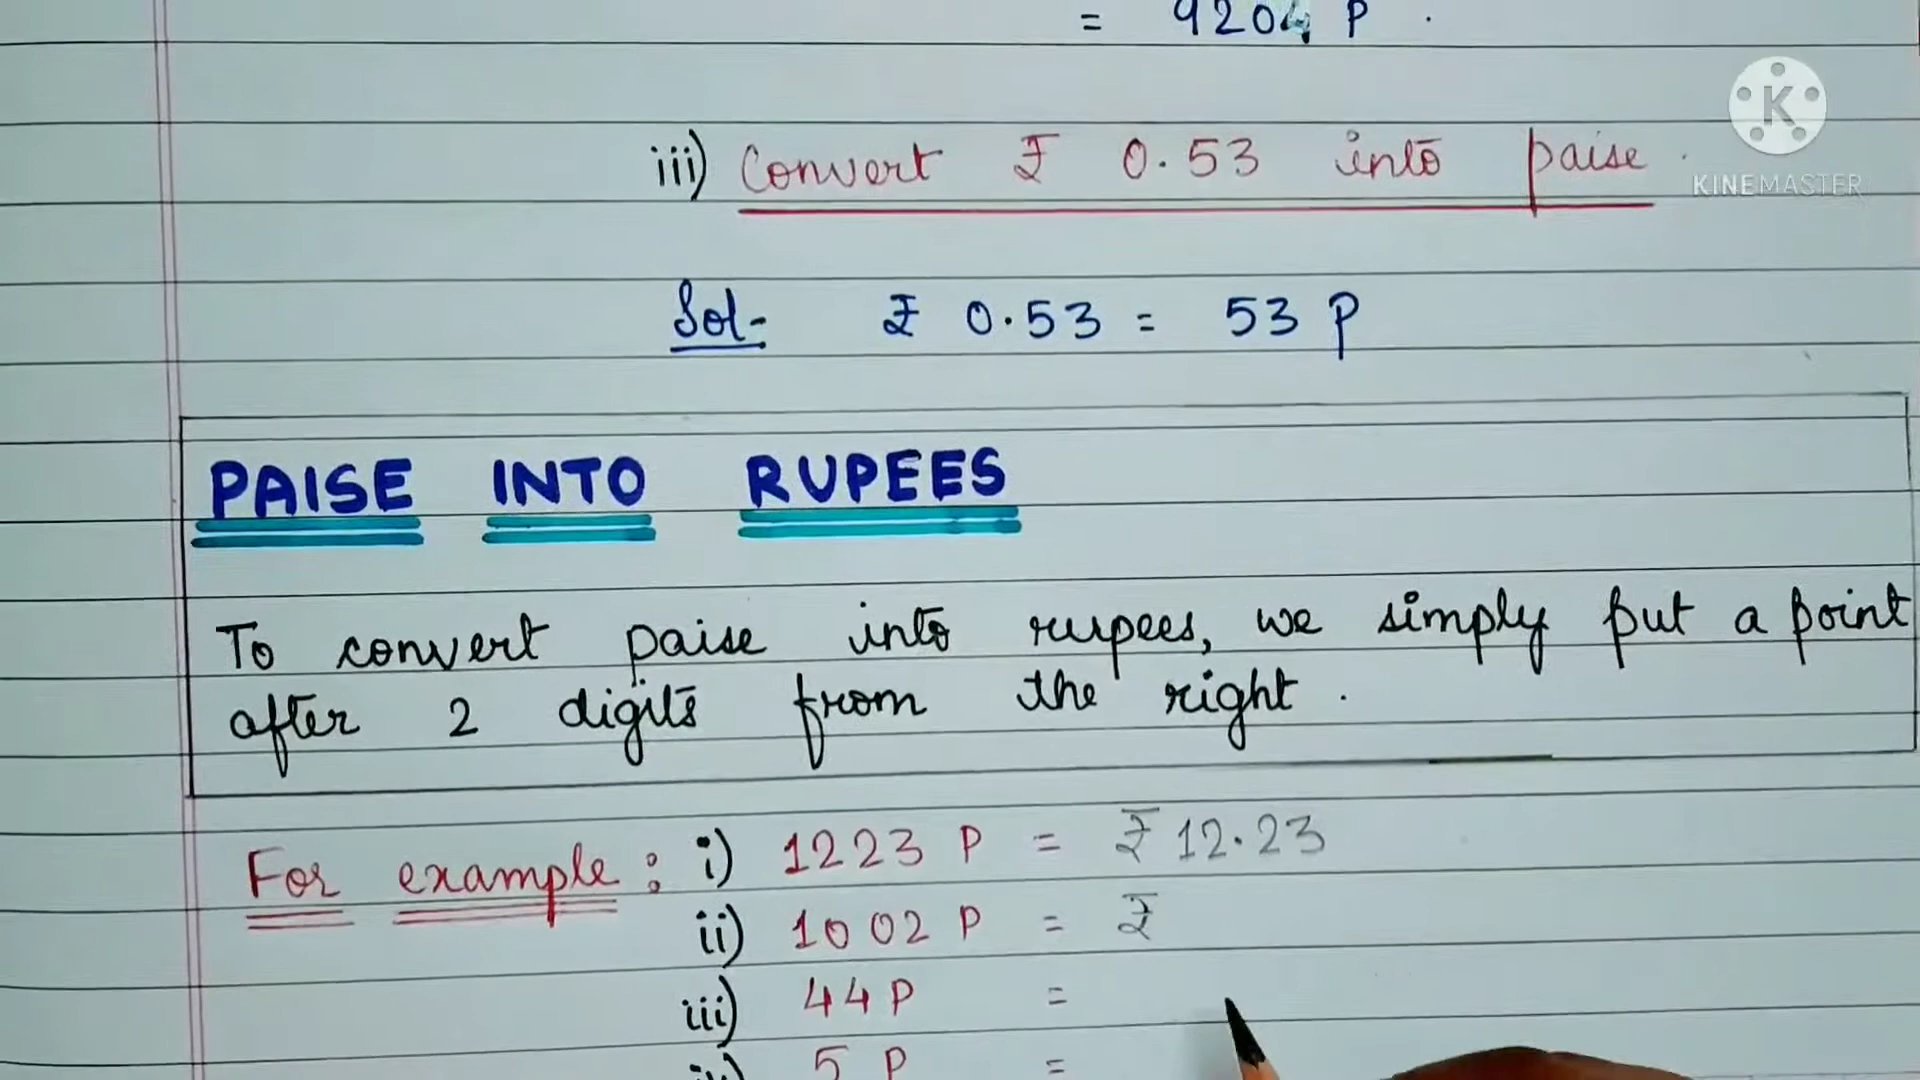 = 9204 P.
iii) Convert ₹ 0.53 into paise.
KINEMASTER
Sol- ₹ 0.53 = 53 P
PAISE INTO RUPEES
To convert paise into rupees, we simply put a point
after 2 digits from the right.
For example: i) 1223 P = ₹ 12.23
ii) 1002 P = ₹
iii) 44 P =
iv) 5 P =